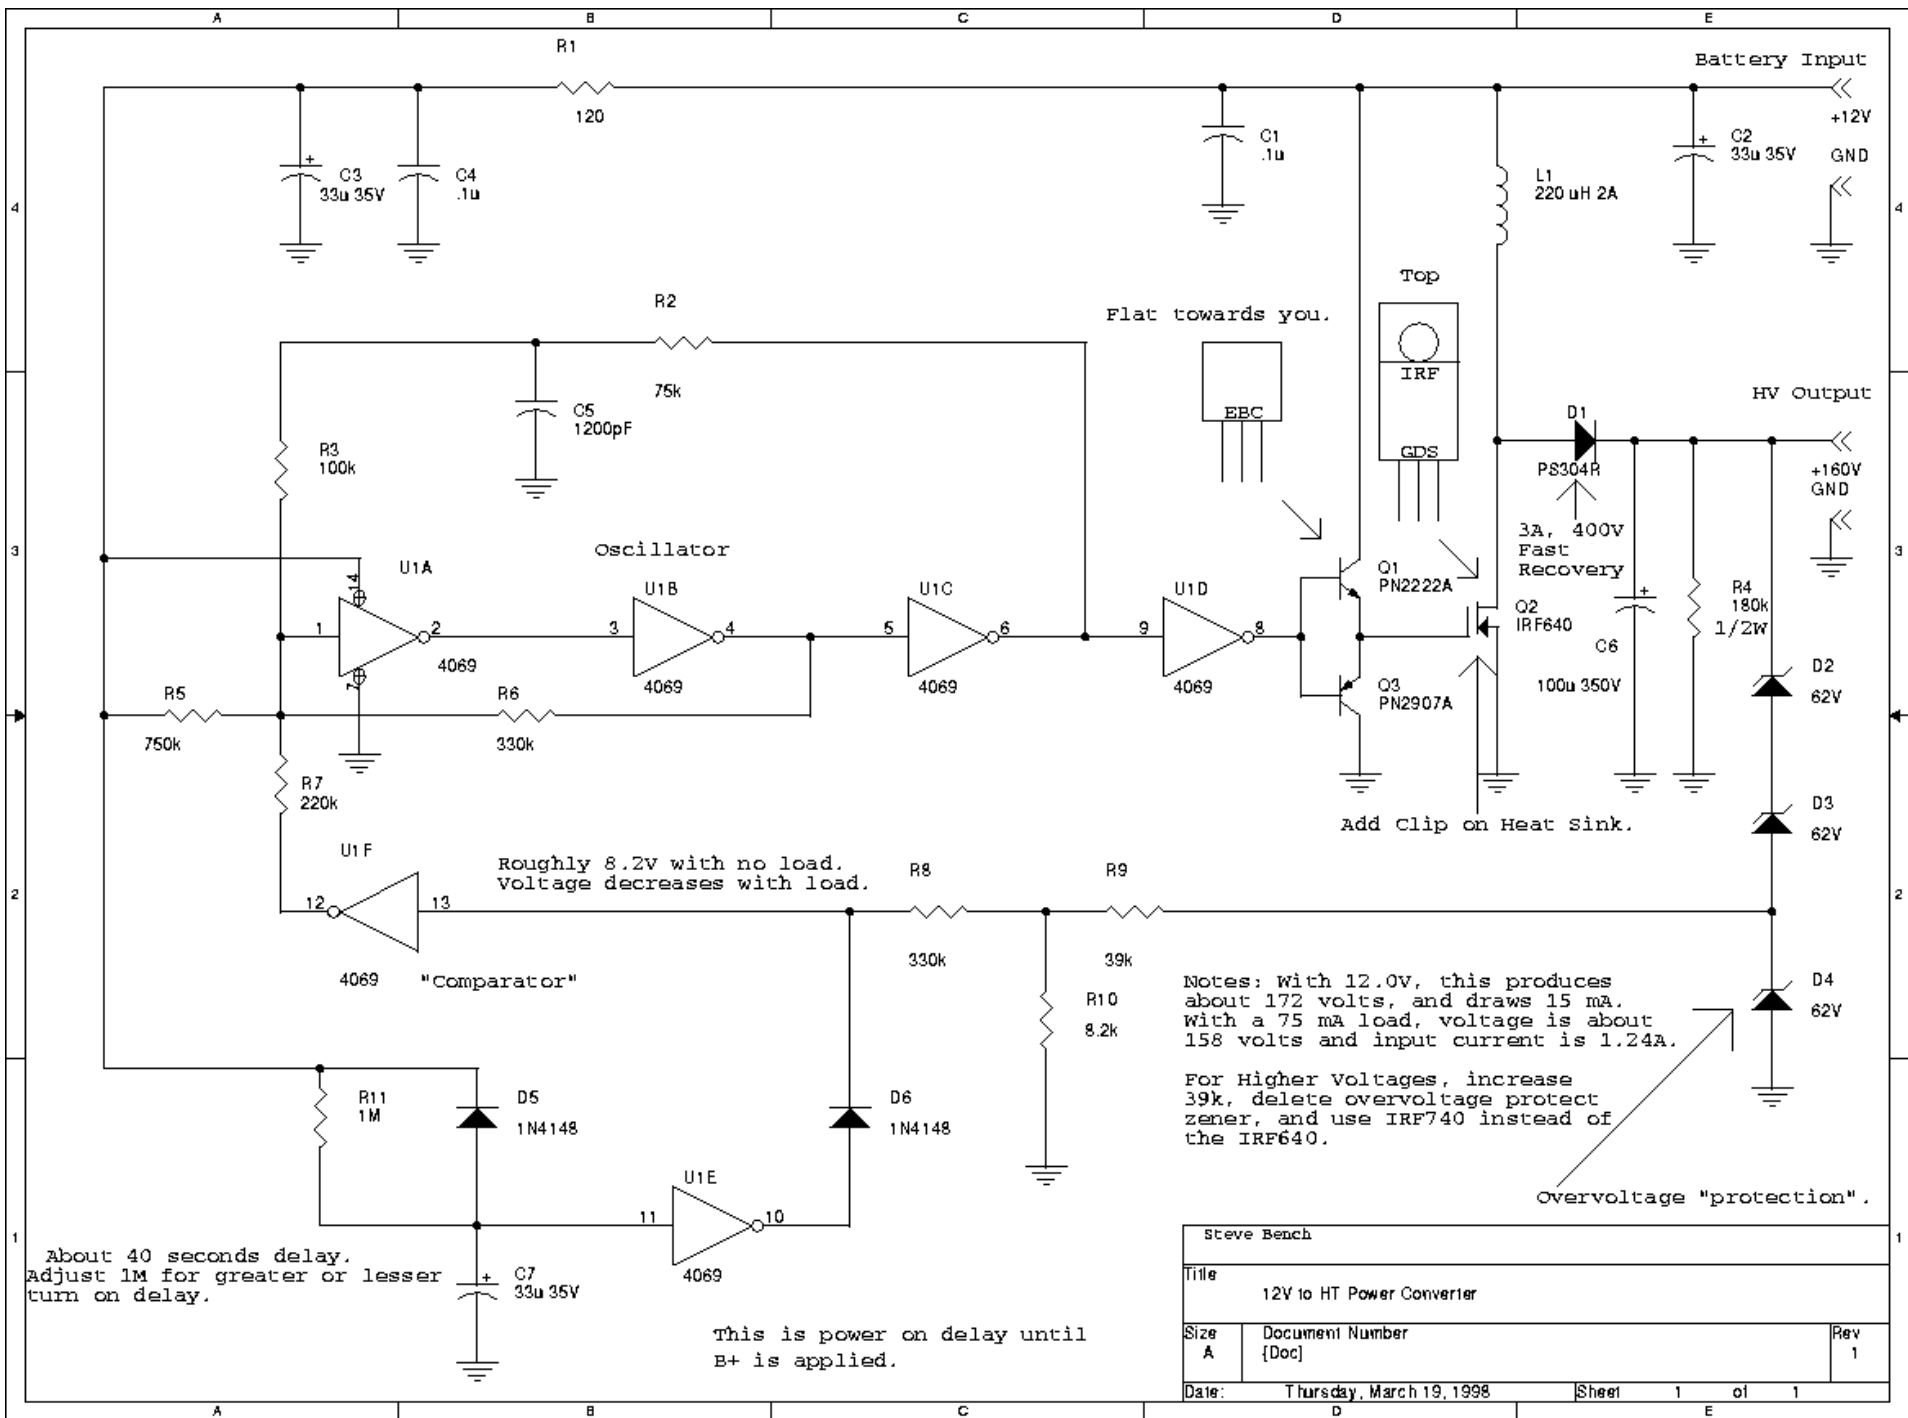 A B C D E
R1
Battery Input
120
+12V
C1
.1u
C2
33u 35V
GND
C3
33u 35V
C4
.1u
L1
220 uH 2A
4
4
Top
R2
Flat towards you.
75k
IRF
HV Output
EBC
C5
1200pF
D1
GDS
R3
100k
PS304R
+160V
GND
3A, 400V
Fast
Recovery
3
3
Oscillator
14
U1A
U1B
U1C
U1D
Q1
PN2222A
R4
180k
1/2W
1
2
3
4
5
6
9
8
Q2
IRF640
C6
4069
7
4069
4069
4069
R5
R6
Q3
PN2907A
100u 350V
D2
62V
750k
330k
R7
220k
D3
62V
Add Clip on Heat Sink.
U1F
Roughly 8.2V with no load.
Voltage decreases with load.
R8
R9
2
2
12
13
330k
39k
4069
"Comparator"
Notes: With 12.0V, this produces
about 172 volts, and draws 15 mA.
With a 75 mA load, voltage is about
158 volts and input current is 1.24A.
D4
62V
R10
8.2k
For Higher Voltages, increase
39k, delete overvoltage protect
zener, and use IRF740 instead of
the IRF640.
R11
1M
D5
1N4148
D6
1N4148
U1E
Overvoltage "protection".
11
10
4069
1
1
About 40 seconds delay.
Adjust 1M for greater or lesser
turn on delay.
C7
33u 35V
This is power on delay until
B+ is applied.
Steve Bench
Title
12V to HT Power Converter
Size
A
Document Number
{Doc}
Rev
1
Date: Thursday, March 19, 1998 Sheet 1 of 1
A B C D E